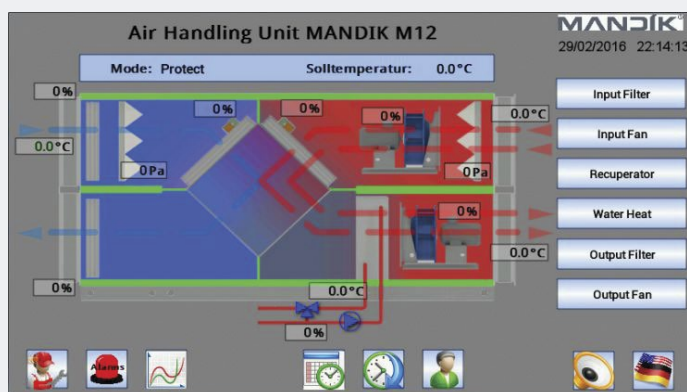 Air Handling Unit MANDIK M12
MANDÍK
29/02/2016 22:14:13
Mode: Protect Solltemperatur: 0.0°C
0%
0% 0% 0% 0.0°C
0.0°C
0Pa 0Pa
0%
0.0°C
0% 0.0°C
0%
Input Filter
Input Fan
Recuperator
Water Heat
Output Filter
Output Fan
Alarms